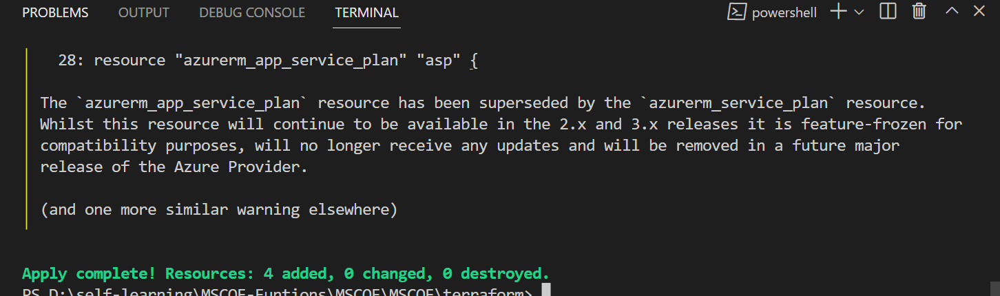 PROBLEMS OUTPUT DEBUG CONSOLE TERMINAL powershell
28: resource "azurerm_app_service_plan" "asp" {
The `azurerm_app_service_plan` resource has been superseded by the `azurerm_service_plan` resource.
Whilst this resource will continue to be available in the 2.x and 3.x releases it is feature-frozen for
compatibility purposes, will no longer receive any updates and will be removed in a future major
release of the Azure Provider.
(and one more similar warning elsewhere)
Apply complete! Resources: 4 added, 0 changed, 0 destroyed.
PS D:\self-learning\MSCOE-Funtions\MSCOE\MSCOE\terraform>